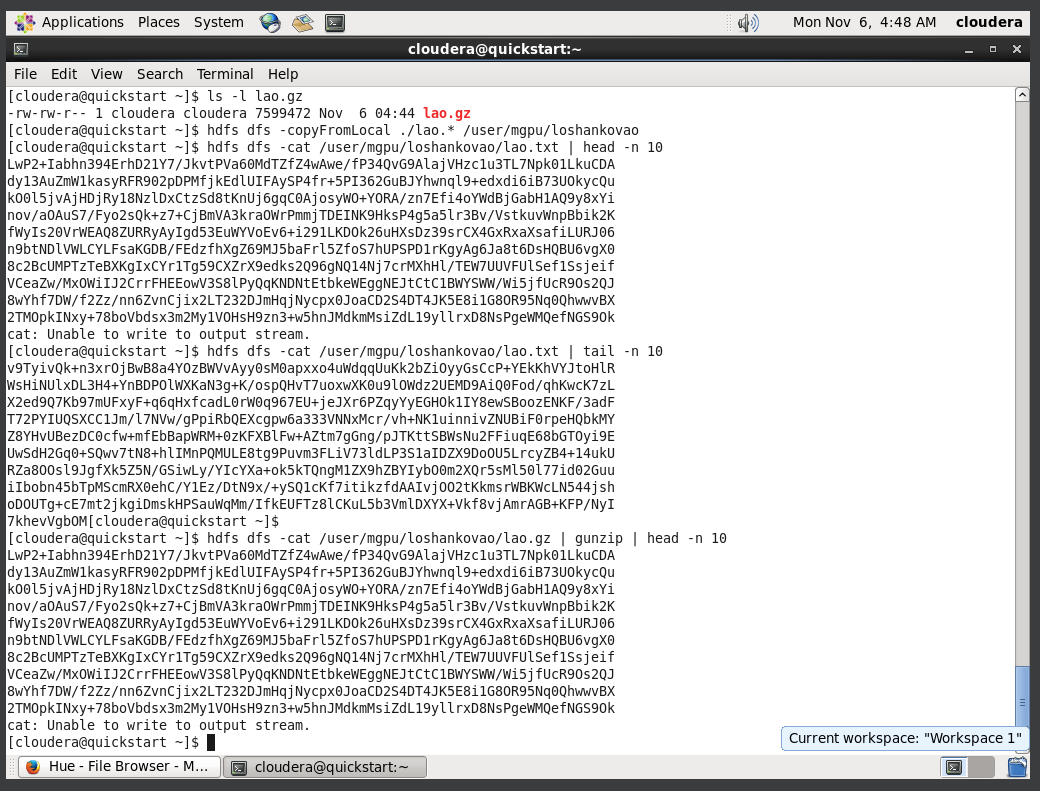 Applications Places System Mon Nov 6, 4:48 AM cloudera
cloudera@quickstart:~
File Edit View Search Terminal Help
[cloudera@quickstart ~]$ ls -l lao.gz
-rw-rw-r-- 1 cloudera cloudera 7599472 Nov  6 04:44 lao.gz
[cloudera@quickstart ~]$ hdfs dfs -copyFromLocal ./lao.* /user/mgpu/loshankovao
[cloudera@quickstart ~]$ hdfs dfs -cat /user/mgpu/loshankovao/lao.txt | head -n 10
LwP2+Iabhn394ErhD21Y7/JkvtPVa60MdTZfZ4wAwe/fP34QvG9AlajVHzc1u3TL7Npk01LkuCDA
dy13AuZmW1kasyRFR902pDPMfjkEdlUIFAySP4fr+5PI362GuBJYhwnql9+edxdi6iB73UOkycQu
kO0l5jvAjHDjRy18NzlDxCtzSd8tKnUj6gqC0AjosyWO+YORA/zn7Efi4oYWdBjGabH1AQ9y8xYi
nov/aOAuS7/Fyo2sQk+z7+CjBmVA3kraOWrPmmjTDEINK9HksP4g5a5lr3Bv/VstkuvWnpBbik2K
fWyIs20VrWEAQ8ZURRyAyIgd53EuWYVoEv6+i291LKDOk26uHXsDz39srCX4GxRxaXsafiLURJ06
n9btNDlVWLCYLFsaKGDB/FEdzfhXgZ69MJ5baFrl5ZfoS7hUPSPD1rKgyAg6Ja8t6DsHQBU6vgX0
8c2BcUMPTzTeBXKgIxCYr1Tg59CXZrX9edks2Q96gNQ14Nj7crMXhHl/TEW7UUVFUlSef1Ssjeif
VCeaZw/MxOWiIJ2CrrFHEEowV3S8lPyQqKNDNtEtbkeWEggNEJtCtC1BWYSWW/Wi5jfUcR9Os2QJ
8wYhf7DW/f2Zz/nn6ZvnCjix2LT232DJmHqjNycpx0JoaCD2S4DT4JK5E8i1G8OR95Nq0QhwwvBX
2TMOpkINxy+78boVbdsx3m2My1VOHsH9zn3+w5hnJMdkmMsiZdL19yllrxD8NsPgeWMQefNGS9Ok
cat: Unable to write to output stream.
[cloudera@quickstart ~]$ hdfs dfs -cat /user/mgpu/loshankovao/lao.txt | tail -n 10
v9TyivQk+n3xrOjBwB8a4YOzBWVvAyy0sM0apxxo4uWdqqUuKk2bZiOyyGsCcP+YEkKhVYJtoHlR
WsHiNUlxDL3H4+YnBDPOlWXKaN3g+K/ospQHvT7uoxwXK0u9lOWdz2UEMD9AiQ0Fod/qhKwcK7zL
X2ed9Q7Kb97mUFxyF+q6qHxfcadL0rW0q967EU+jeJXr6PZqyYyEGHOk1IY8ewSBoozENKF/3adF
T72PYIUQSXCC1Jm/l7NVw/gPpiRbQEXcgpw6a333VNNxMcr/vh+NK1uinnivZNUBiF0rpeHQbkMY
Z8YHvUBezDC0cfw+mfEbBapWRM+0zKFXBlFw+AZtm7gGng/pJTKttSBWsNu2FFiuqE68bGTOyi9E
UwSdH2Gq0+SQwv7tN8+hlIMnPQMULE8tg9Puvm3FLiV73ldLP3S1aIDZX9DoOU5LrcyZB4+14ukU
RZa8OOsl9JgfXk5Z5N/GSiwLy/YIcYXa+ok5kTQngM1ZX9hZBYIybO0m2XQr5sMl50l77id02Guu
iIbobn45bTpMScmRX0ehC/Y1Ez/DtN9x/+ySQ1cKf7itikzfdAAIvjOO2tKkmsrWBKWcLN544jsh
oDOUTg+cE7mt2jkgiDmskHPSauWqMm/IfkEUFTz8lCKuL5b3VmlDXYX+Vkf8vjAmrAGB+KFP/NyI
7khevVgbOM[cloudera@quickstart ~]$
[cloudera@quickstart ~]$ hdfs dfs -cat /user/mgpu/loshankovao/lao.gz | gunzip | head -n 10
LwP2+Iabhn394ErhD21Y7/JkvtPVa60MdTZfZ4wAwe/fP34QvG9AlajVHzc1u3TL7Npk01LkuCDA
dy13AuZmW1kasyRFR902pDPMfjkEdlUIFAySP4fr+5PI362GuBJYhwnql9+edxdi6iB73UOkycQu
kO0l5jvAjHDjRy18NzlDxCtzSd8tKnUj6gqC0AjosyWO+YORA/zn7Efi4oYWdBjGabH1AQ9y8xYi
nov/aOAuS7/Fyo2sQk+z7+CjBmVA3kraOWrPmmjTDEINK9HksP4g5a5lr3Bv/VstkuvWnpBbik2K
fWyIs20VrWEAQ8ZURRyAyIgd53EuWYVoEv6+i291LKDOk26uHXsDz39srCX4GxRxaXsafiLURJ06
n9btNDlVWLCYLFsaKGDB/FEdzfhXgZ69MJ5baFrl5ZfoS7hUPSPD1rKgyAg6Ja8t6DsHQBU6vgX0
8c2BcUMPTzTeBXKgIxCYr1Tg59CXZrX9edks2Q96gNQ14Nj7crMXhHl/TEW7UUVFUlSef1Ssjeif
VCeaZw/MxOWiIJ2CrrFHEEowV3S8lPyQqKNDNtEtbkeWEggNEJtCtC1BWYSWW/Wi5jfUcR9Os2QJ
8wYhf7DW/f2Zz/nn6ZvnCjix2LT232DJmHqjNycpx0JoaCD2S4DT4JK5E8i1G8OR95Nq0QhwwvBX
2TMOpkINxy+78boVbdsx3m2My1VOHsH9zn3+w5hnJMdkmMsiZdL19yllrxD8NsPgeWMQefNGS9Ok
cat: Unable to write to output stream.
[cloudera@quickstart ~]$
Current workspace: "Workspace 1"
Hue - File Browser - M... cloudera@quickstart:~